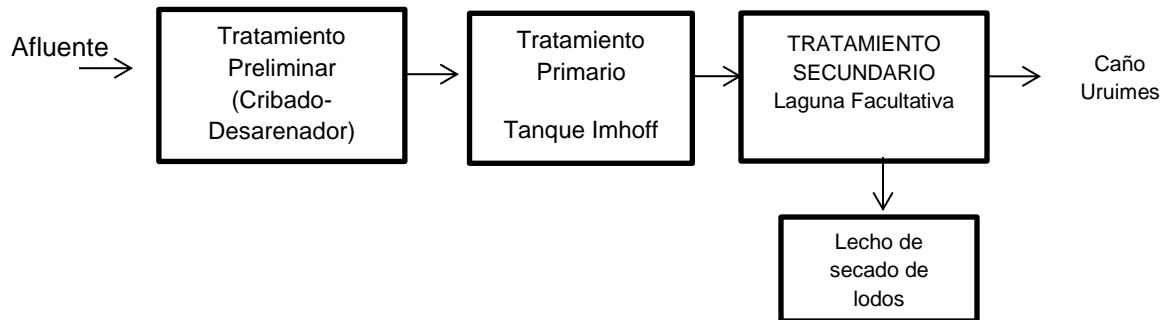 Afluente
Tratamiento
Preliminar
(Cribado-
Desarenador)
Tratamiento
Primario
Tanque Imhoff
TRATAMIENTO
SECUNDARIO
Laguna Facultativa
Caño
Uruimes
Lecho de
secado de
lodos